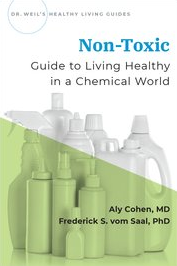 DR. WEIL'S HEALTHY LIVING GUIDES
Non-Toxic
Guide to Living Healthy
in a Chemical World
Aly Cohen, MD
Frederick S. vom Saal, PhD